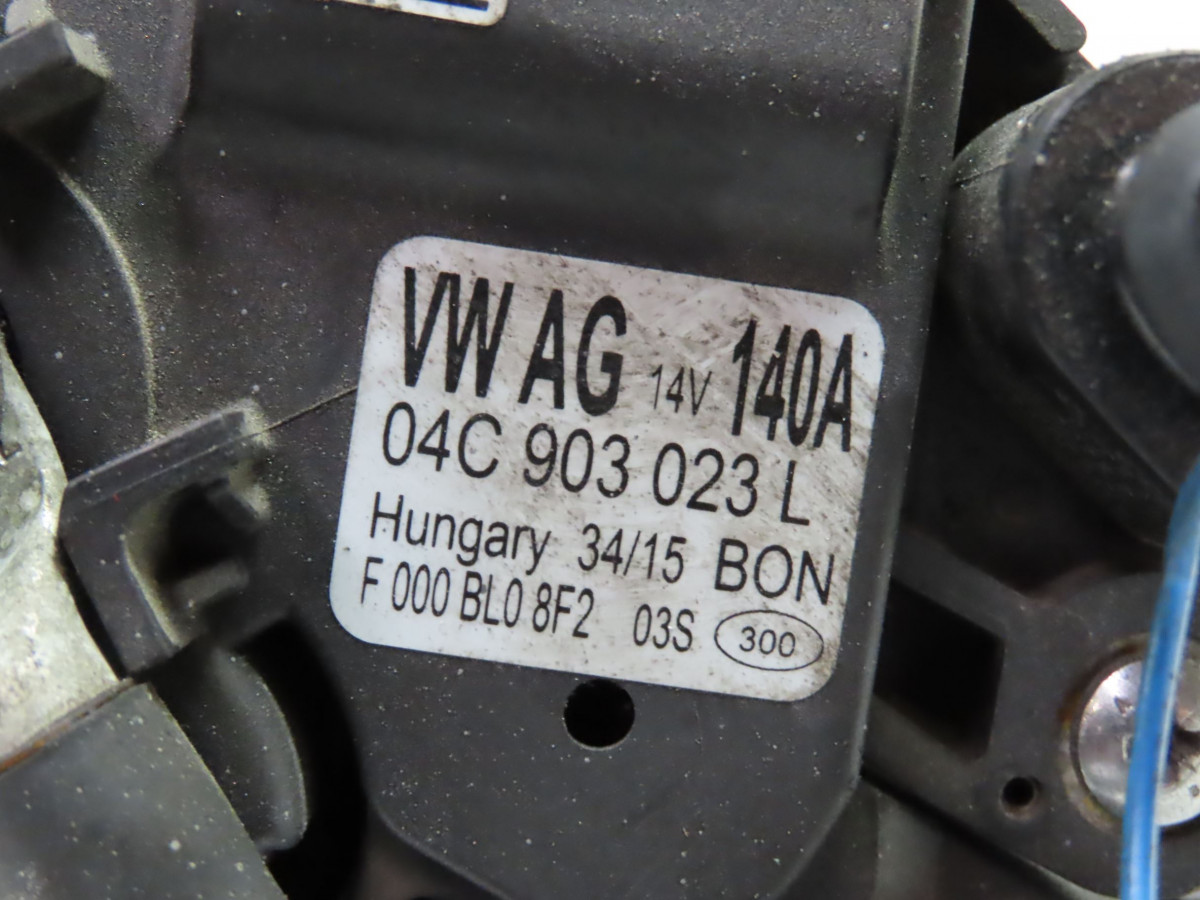 VW AG 14V 140A
04C 903 023 L
Hungary 34/15 BON
F 000 BL0 8F2 03S 300